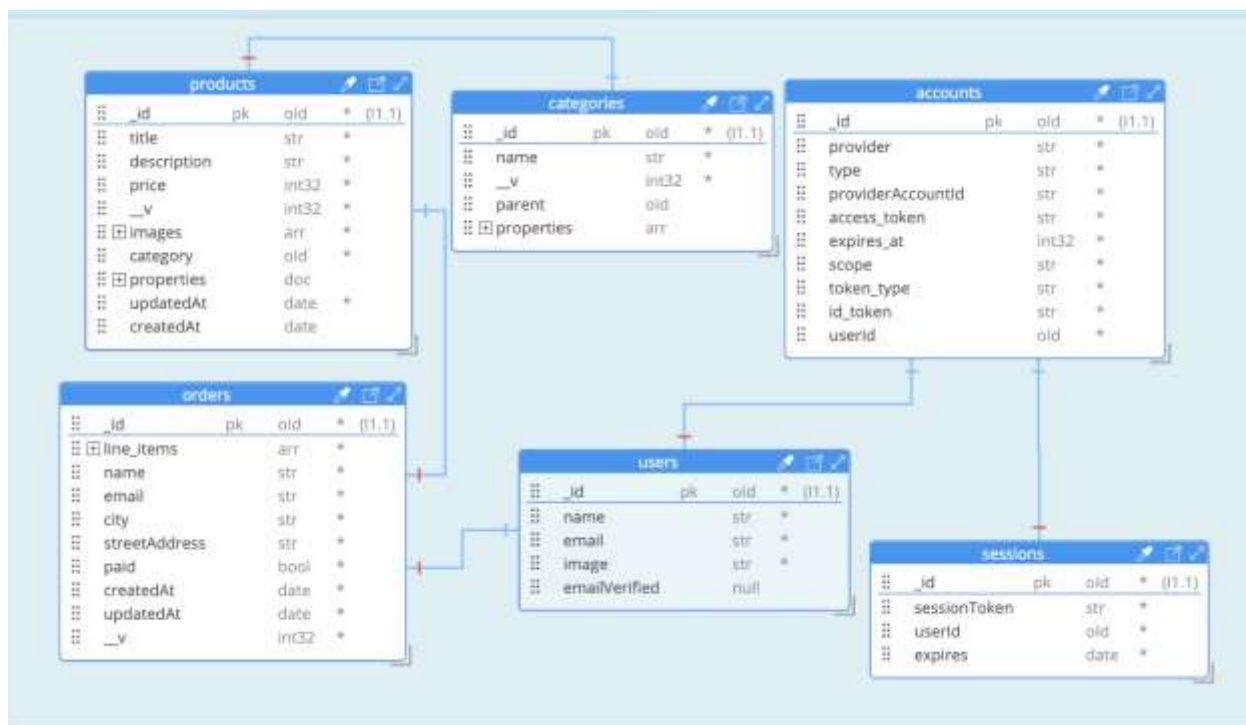 products
_id pk oid * (I1.1)
title str *
description str *
price int32 *
__v int32 *
images arr *
category oid *
properties doc
updatedAt date *
createdAt date
categories
_id pk oid * (I1.1)
name str *
__v int32 *
parent oid
properties arr
accounts
_id pk oid * (I1.1)
provider str *
type str *
providerAccountId str *
access_token str *
expires_at int32 *
scope str *
token_type str *
id_token str *
userId oid *
orders
_id pk oid * (I1.1)
line_items arr *
name str *
email str *
city str *
streetAddress str *
paid bool *
createdAt date *
updatedAt date *
__v int32 *
users
_id pk oid * (I1.1)
name str *
email str *
image str *
emailVerified null
sessions
_id pk oid * (I1.1)
sessionToken str *
userId oid *
expires date *